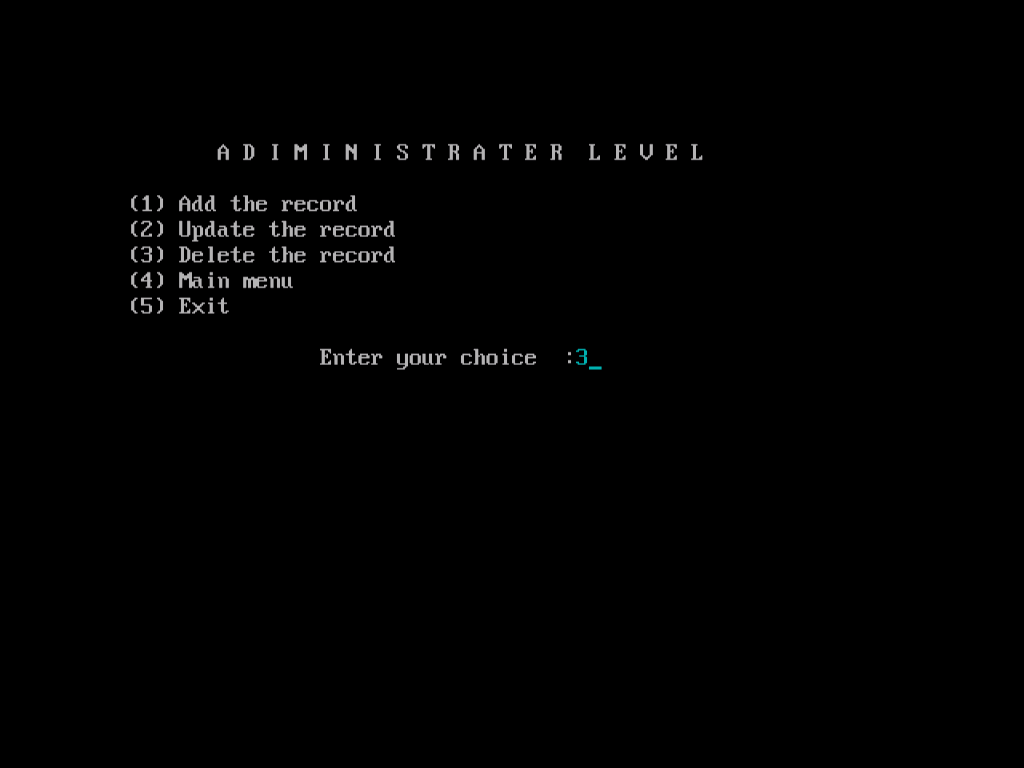 A D I M I N I S T R A T E R  L E V E L
(1) Add the record
(2) Update the record
(3) Delete the record
(4) Main menu
(5) Exit
Enter your choice  :3_